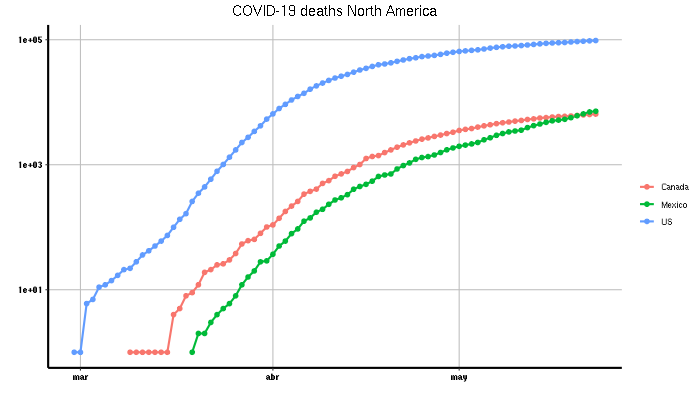 COVID-19 deaths North America
1e+05
1e+03
1e+01
mar abr may
Canada
Mexico
US